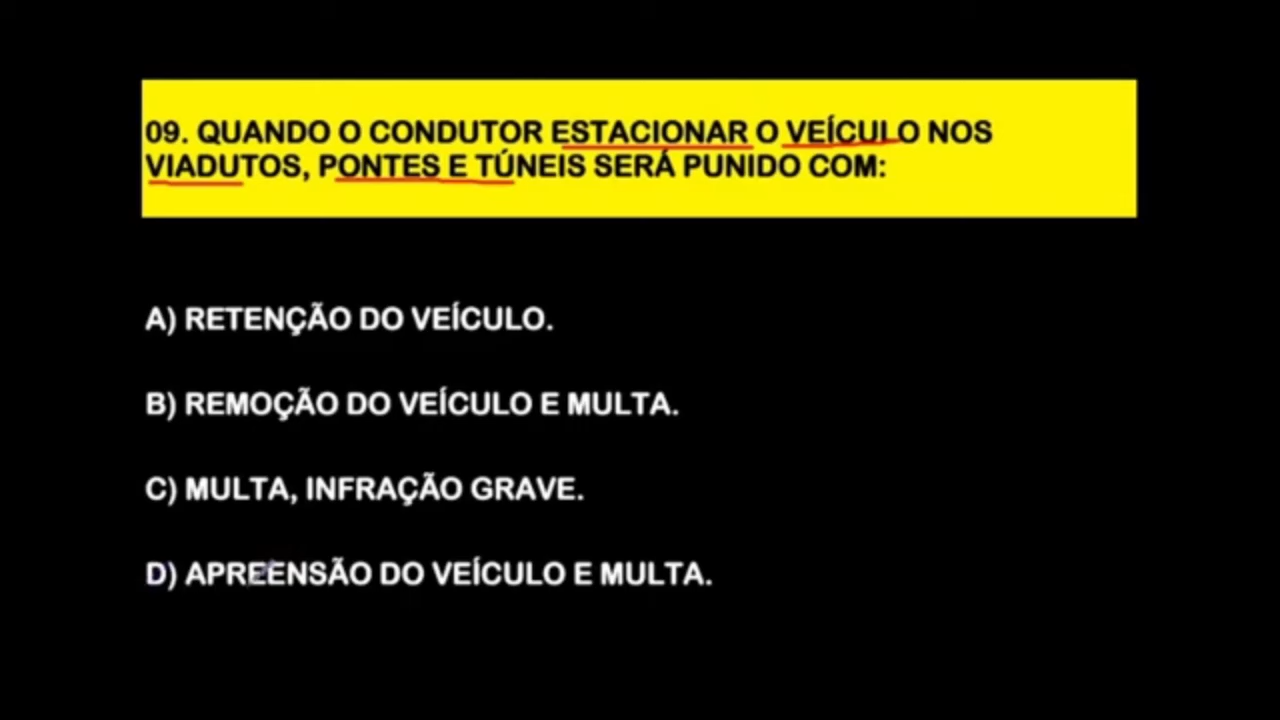 09. QUANDO O CONDUTOR ESTACIONAR O VEÍCULO NOS
VIADUTOS, PONTES E TÚNEIS SERÁ PUNIDO COM:
A) RETENÇÃO DO VEÍCULO.
B) REMOÇÃO DO VEÍCULO E MULTA.
C) MULTA, INFRAÇÃO GRAVE.
D) APREENSÃO DO VEÍCULO E MULTA.